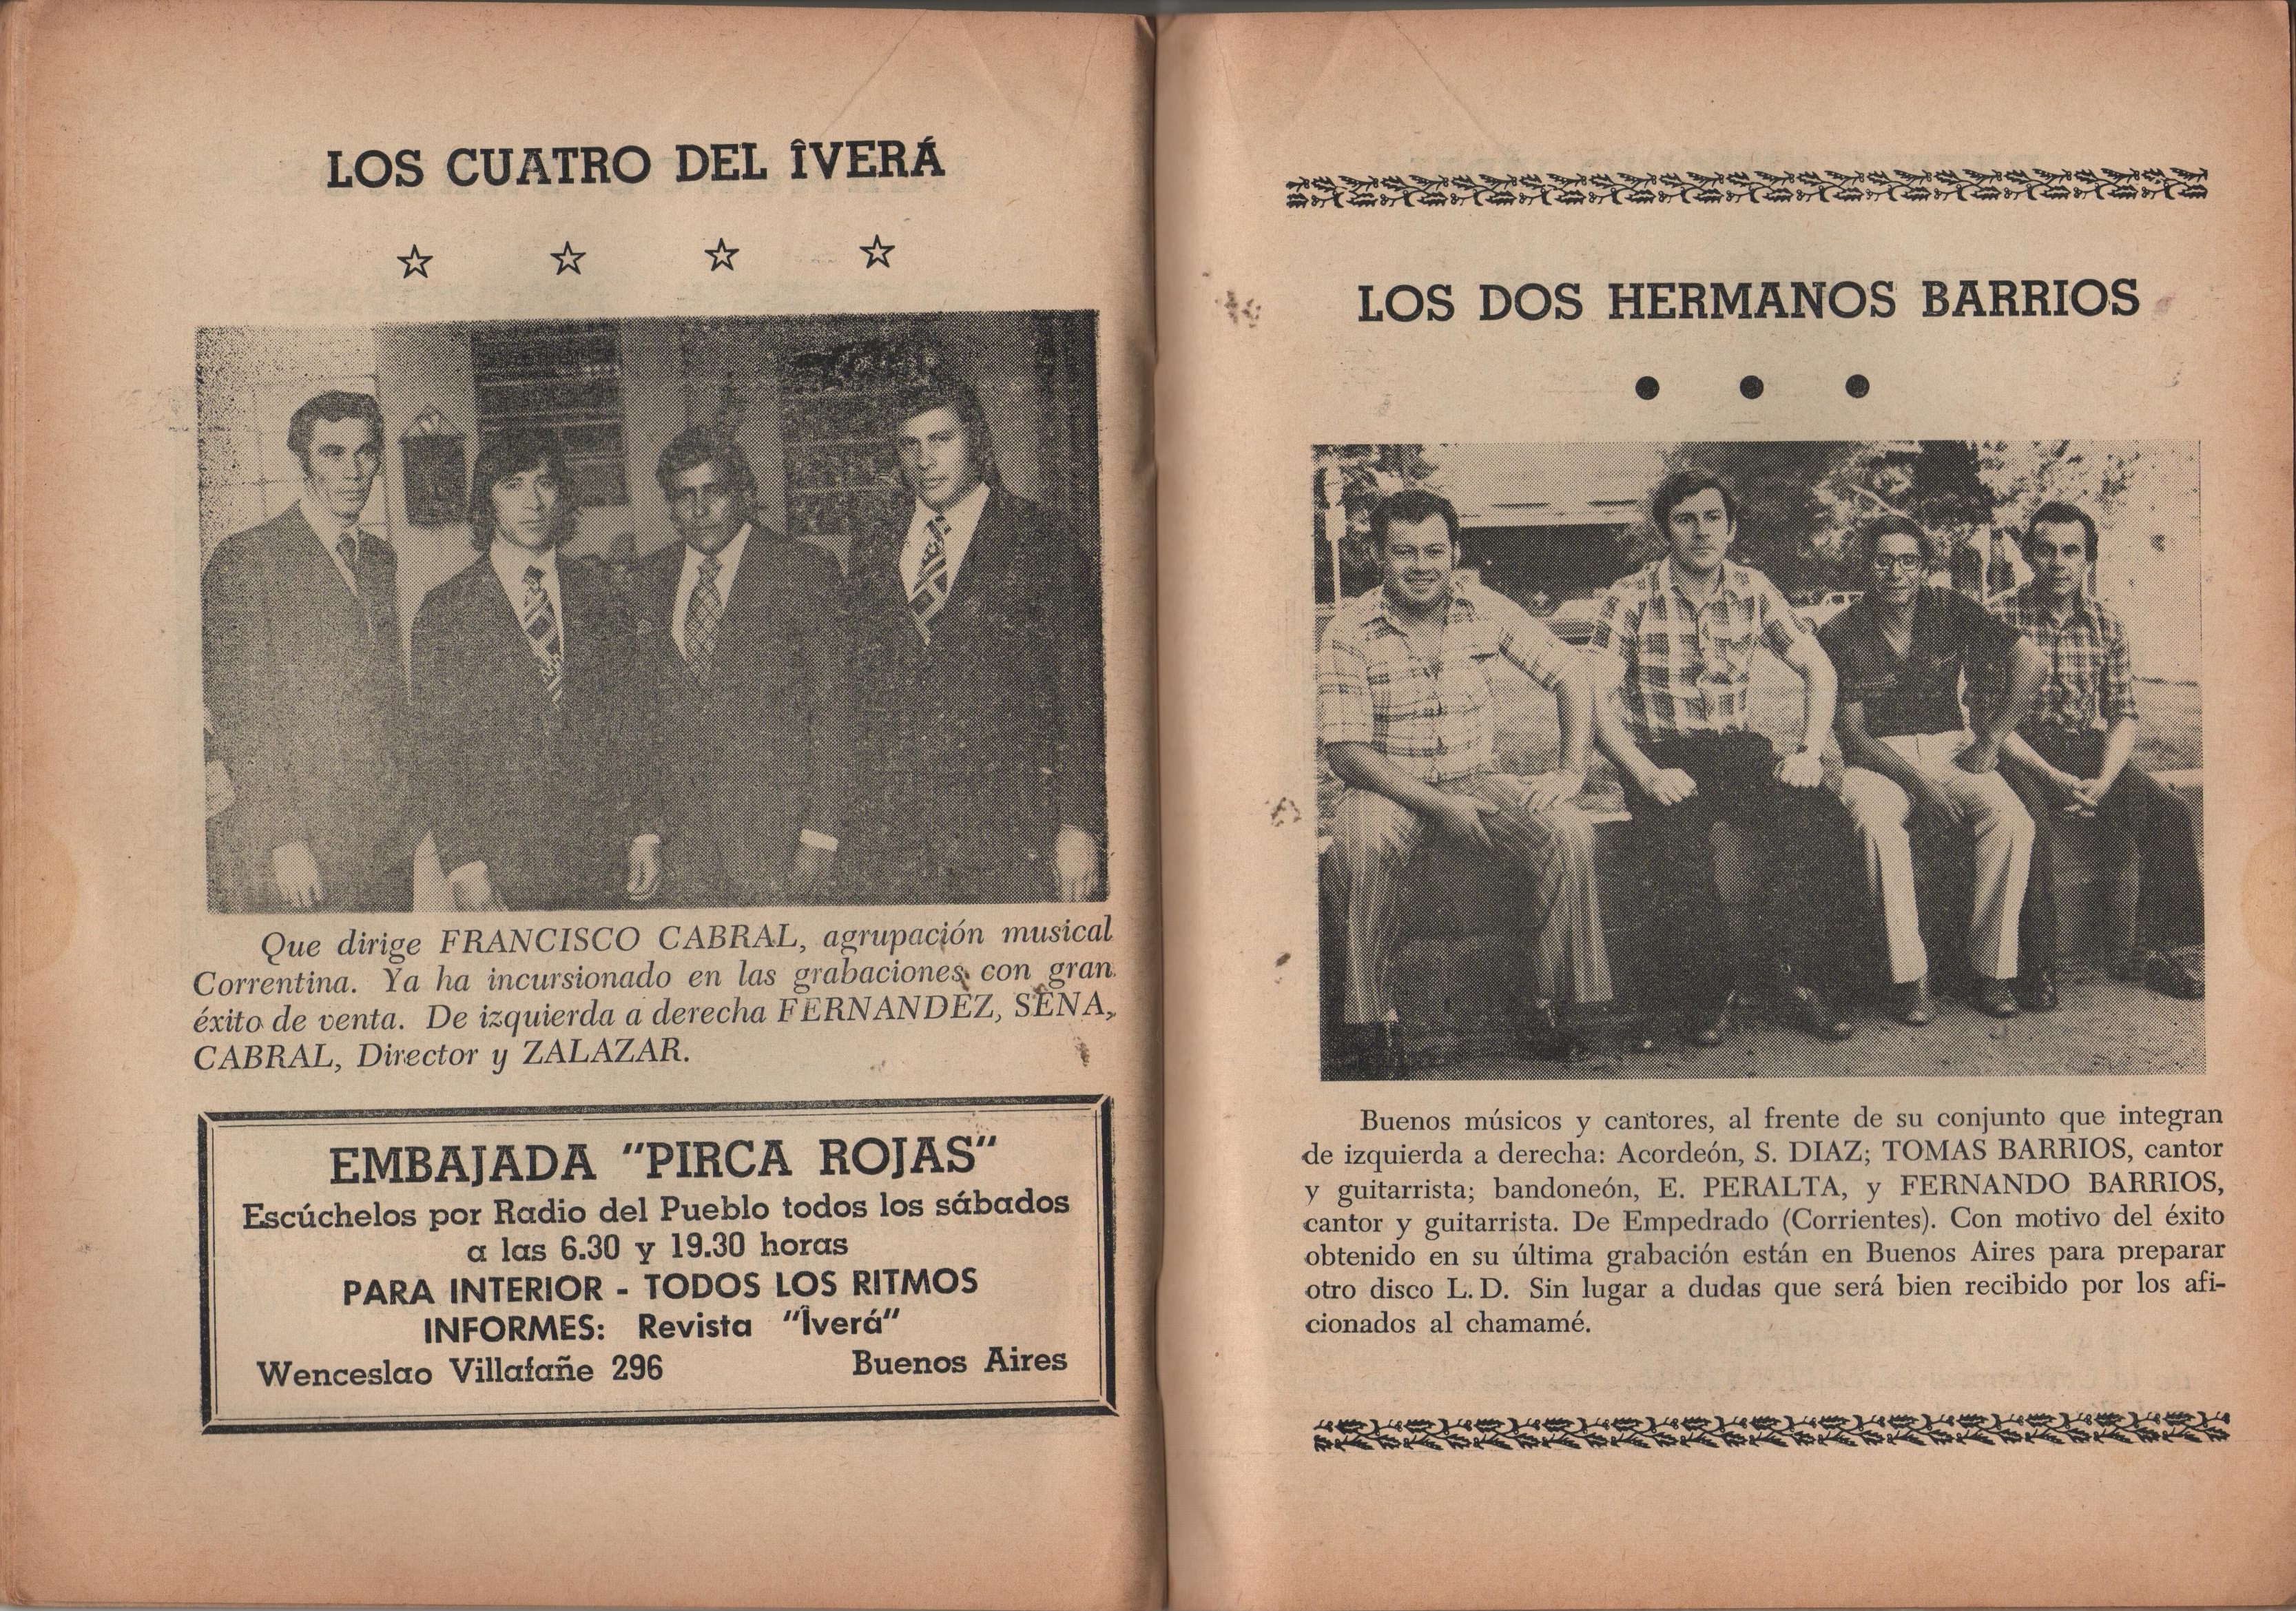 LOS CUATRO DEL ÎVERÁ
Que dirige FRANCISCO CABRAL, agrupación musical
Correntina. Ya ha incursionado en las grabaciones con gran
éxito de venta. De izquierda a derecha FERNANDEZ, SENA,
CABRAL, Director y ZALAZAR.
EMBAJADA "PIRCA ROJAS"
Escúchelos por Radio del Pueblo todos los sábados
a las 6.30 y 19.30 horas
PARA INTERIOR - TODOS LOS RITMOS
INFORMES: Revista "Îverá"
Wenceslao Villafañe 296 Buenos Aires
LOS DOS HERMANOS BARRIOS
Buenos músicos y cantores, al frente de su conjunto que integran
de izquierda a derecha: Acordeón, S. DIAZ; TOMAS BARRIOS, cantor
y guitarrista; bandoneón, E. PERALTA, y FERNANDO BARRIOS,
cantor y guitarrista. De Empedrado (Corrientes). Con motivo del éxito
obtenido en su última grabación están en Buenos Aires para preparar
otro disco L. D. Sin lugar a dudas que será bien recibido por los afi-
cionados al chamamé.